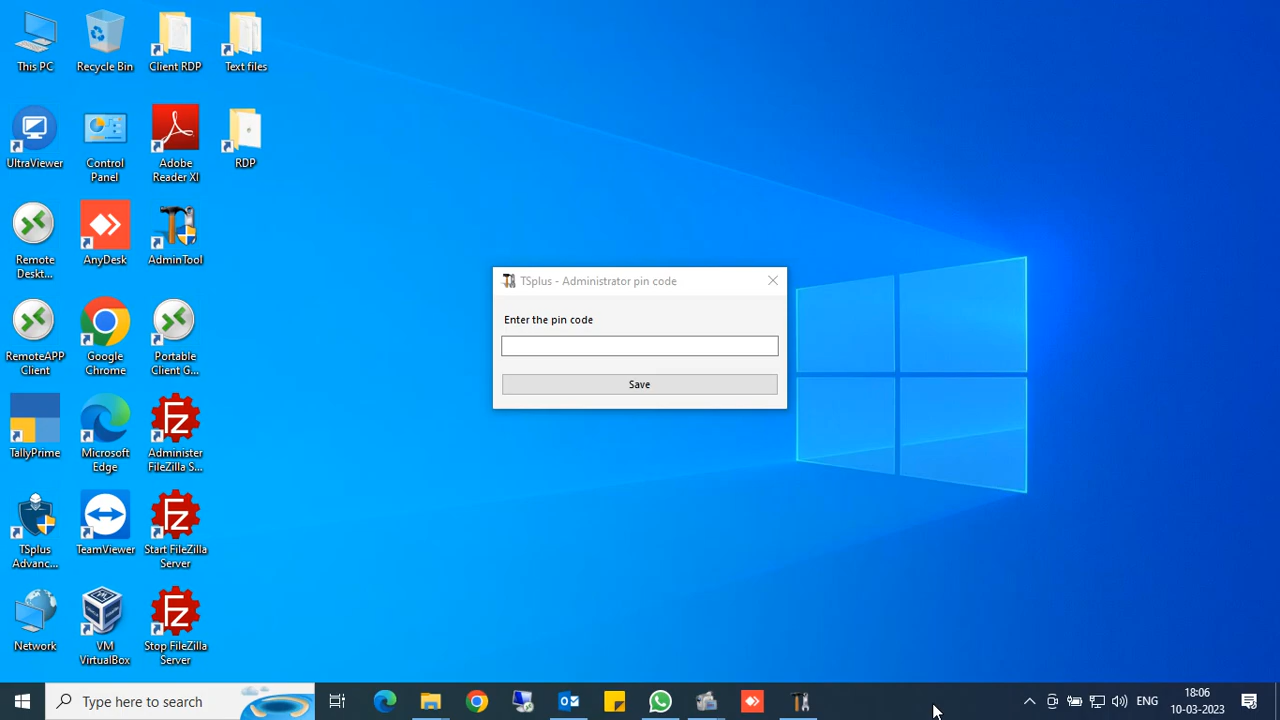 This PC
Recycle Bin
Client RDP
Text files
UltraViewer
Control
Panel
Adobe
Reader XI
RDP
Remote
Deskt...
AnyDesk
AdminTool
TSplus - Administrator pin code
Enter the pin code
Save
RemoteAPP
Client
Google
Chrome
Portable
Client G...
TallyPrime
Microsoft
Edge
Administer
FileZilla S...
TSplus
Advanc...
TeamViewer
Start FileZilla
Server
Network
VM
VirtualBox
Stop FileZilla
Server
Type here to search
ENG
18:06
10-03-2023